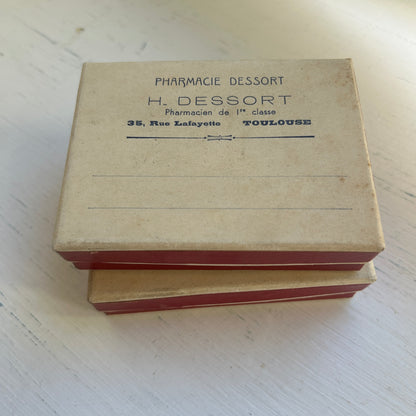 PHARMACIE DESSORT
H. DESSORT
Pharmacien de 1re classe
35, Rue Lafayette TOULOUSE